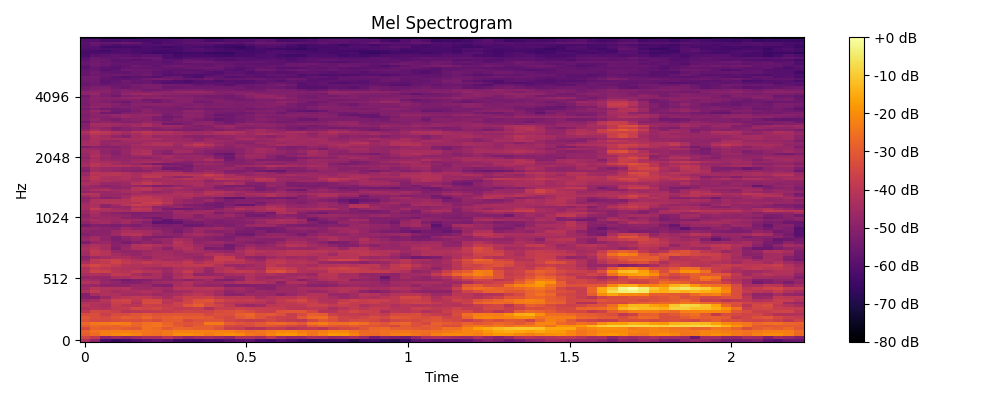 Mel Spectrogram
Hz
4096
2048
1024
512
0
0
0.5
1
1.5
2
Time
+0 dB
-10 dB
-20 dB
-30 dB
-40 dB
-50 dB
-60 dB
-70 dB
-80 dB